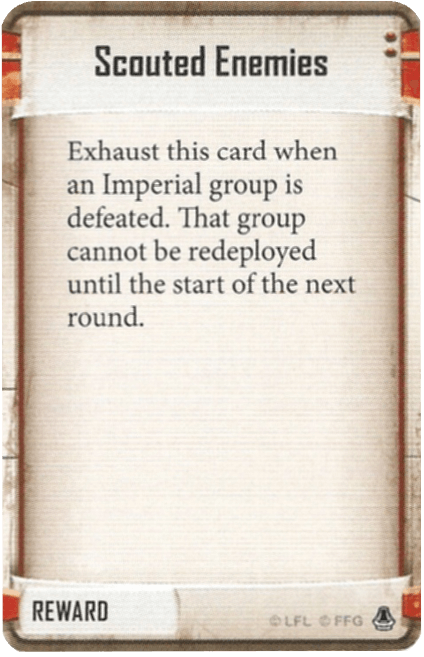 Scouted Enemies
Exhaust this card when
an Imperial group is
defeated. That group
cannot be redeployed
until the start of the next
round.
REWARD
© LFL © FFG